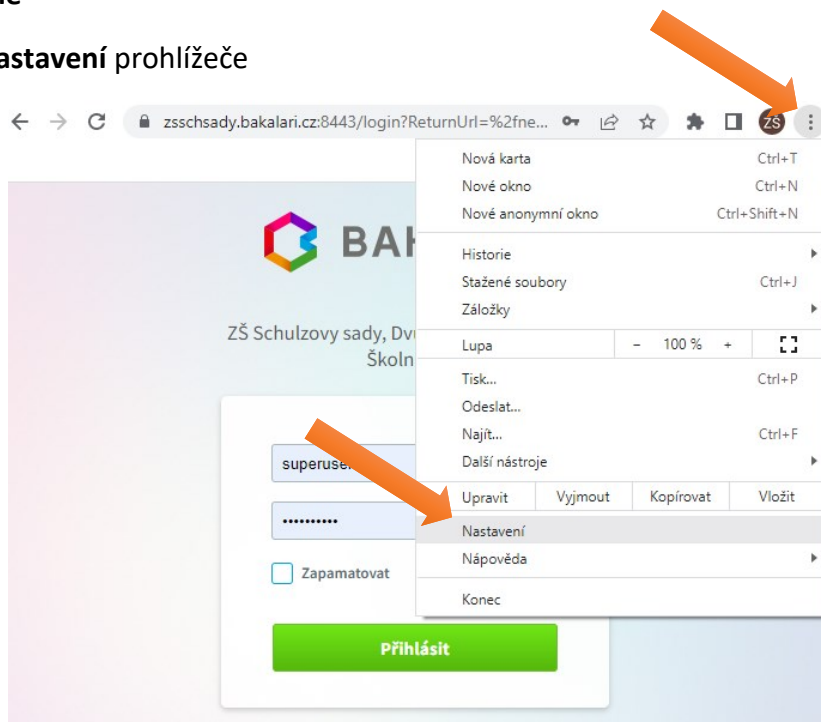 astavení prohlížeče
zsschsady.bakalari.cz:8443/login?ReturnUrl=%2fne...
ZŠ
Nová karta Ctrl+T
Nové okno Ctrl+N
Nové anonymní okno Ctrl+Shift+N
Historie
Stažené soubory Ctrl+J
Záložky
Lupa - 100 % +
Tisk... Ctrl+P
Odeslat...
Najít... Ctrl+F
Další nástroje
Upravit Vyjmout Kopírovat Vložit
Nastavení
Nápověda
Konec
BAK
ZŠ Schulzovy sady, Dv
Školn
superuse
••••••••••
Zapamatovat
Přihlásit